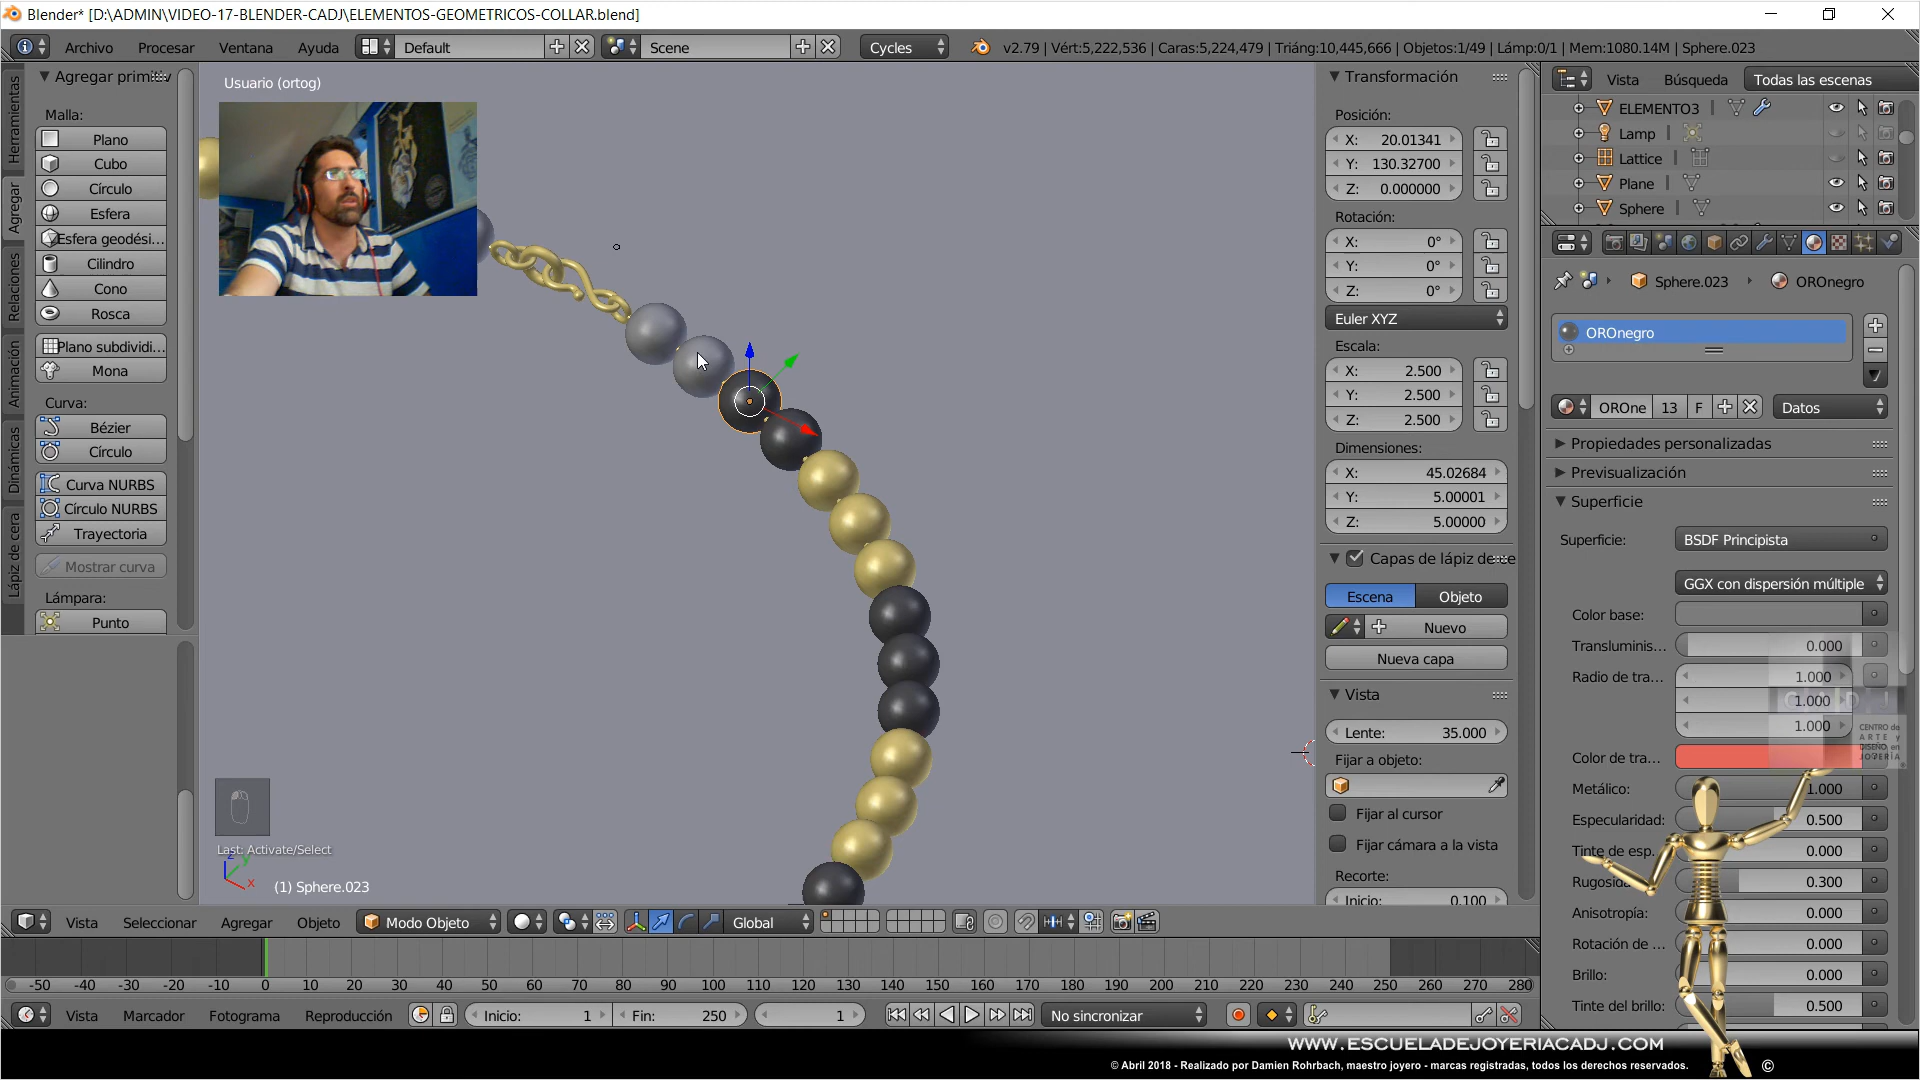 Blender* [D:\ADMIN\VIDEO-17-BLENDER-CADJ\ELEMENTOS-GEOMETRICOS-COLLAR.blend]
Archivo Procesar Ventana Ayuda Default Scene Cycles v2.79 | Vért:5,222,536 | Caras:5,224,479 | Triáng:10,445,666 | Objetos:1/49 | Lámp:0/1 | Mem:1080.14M | Sphere.023
Herramientas
Agregar
Relaciones
Animación
Dinámicas
Lápiz de cera
Malla:
Plano
Cubo
Círculo
Esfera
Esfera geodési...
Cilindro
Cono
Rosca
Plano subdividi...
Mona
Curva:
Bézier
Círculo
Curva NURBS
Círculo NURBS
Trayectoria
Mostrar curva
Lámpara:
Punto
Usuario (ortog)
Last: Activate/Select
z y x
(1) Sphere.023
Transformación
Posición:
X: 20.01341
Y: 130.32700
Z: 0.000000
Rotación:
X: 0°
Y: 0°
Z: 0°
Euler XYZ
Escala:
X: 2.500
Y: 2.500
Z: 2.500
Dimensiones:
X: 45.02684
Y: 5.00001
Z: 5.00000
Capas de lápiz de
Escena Objeto
Nuevo
Nueva capa
Vista
Lente: 35.000
Fijar a objeto:
Fijar al cursor
Fijar cámara a la vista
Recorte:
Inicio: 0.100
Vista Búsqueda Todas las escenas
ELEMENTO3
Lamp
Lattice
Plane
Sphere
Sphere.023 OROnegro
OROnegro
OROne 13 F Datos
Propiedades personalizadas
Previsualización
Superficie
Superficie: BSDF Principista
GGX con dispersión múltiple
Color base:
Transluminis... 0.000
Radio de tra... 1.000
1.000
1.000
CENTRO de
ARTE y
DISEÑO en
JOYERÍA
Color de tra...
Metálico: 1.000
Especularidad: 0.500
Tinte de esp. 0.000
Rugosid 0.300
Anisotropía: 0.000
Rotación de ... 0.000
Brillo: 0.000
Tinte del brillo: 0.500
Vista Seleccionar Agregar Objeto Modo Objeto Global
-50 -40 -30 -20 -10 0 10 20 30 40 50 60 70 80 90 100 110 120 130 140 150 160 170 180 190 200 210 220 230 240 250 260 270 280
Vista Marcador Fotograma Reproducción Inicio: 1 Fin: 250 1 No sincronizar
WWW.ESCUELADEJOYERIACADJ.COM
© Abril 2018 - Realizado por Damien Rohrbach, maestro joyero - marcas registradas, todos los derechos reservados. ©